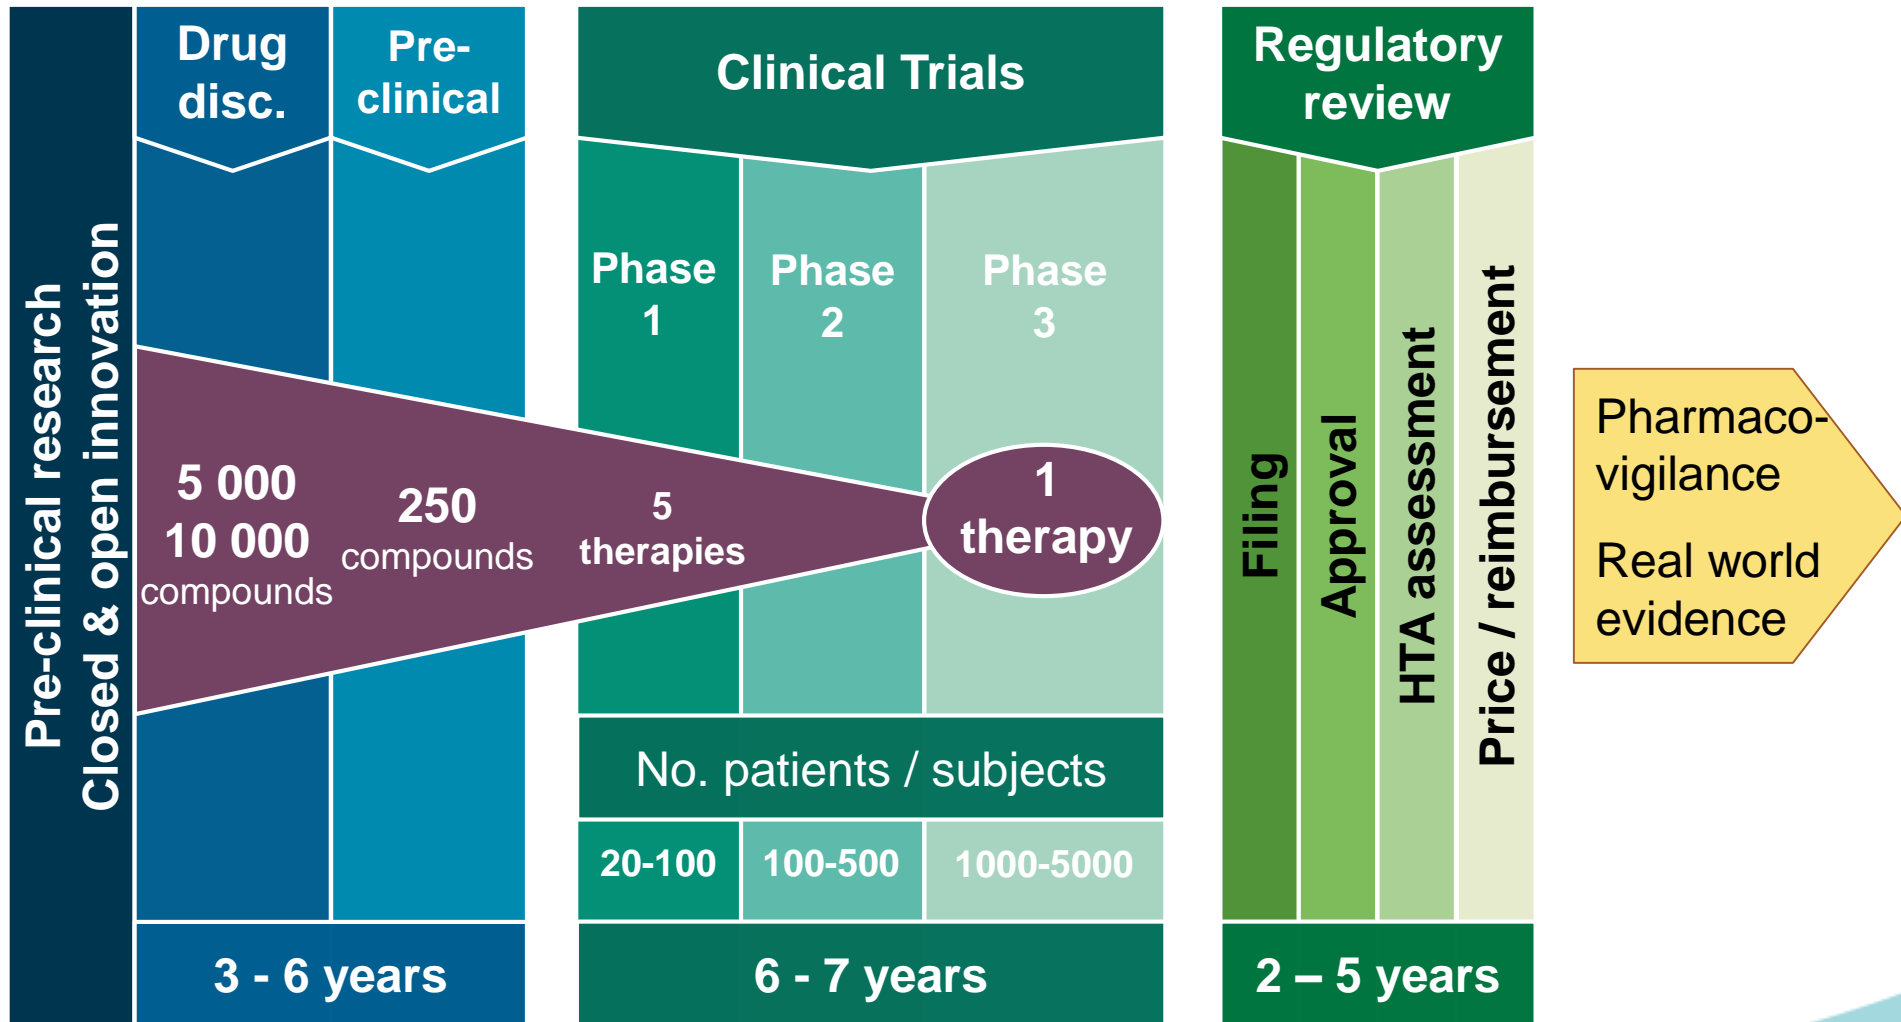 Pre-clinical research
Closed & open innovation
Drug
disc.
Pre-
clinical
Clinical Trials
Regulatory
review
Phase
1
Phase
2
Phase
3
5 000
10 000
compounds
250
compounds
5
therapies
1
therapy
Filing
Approval
HTA assessment
Price / reimbursement
Pharmaco-
vigilance
Real world
evidence
No. patients / subjects
20-100
100-500
1000-5000
3 - 6 years
6 - 7 years
2 – 5 years